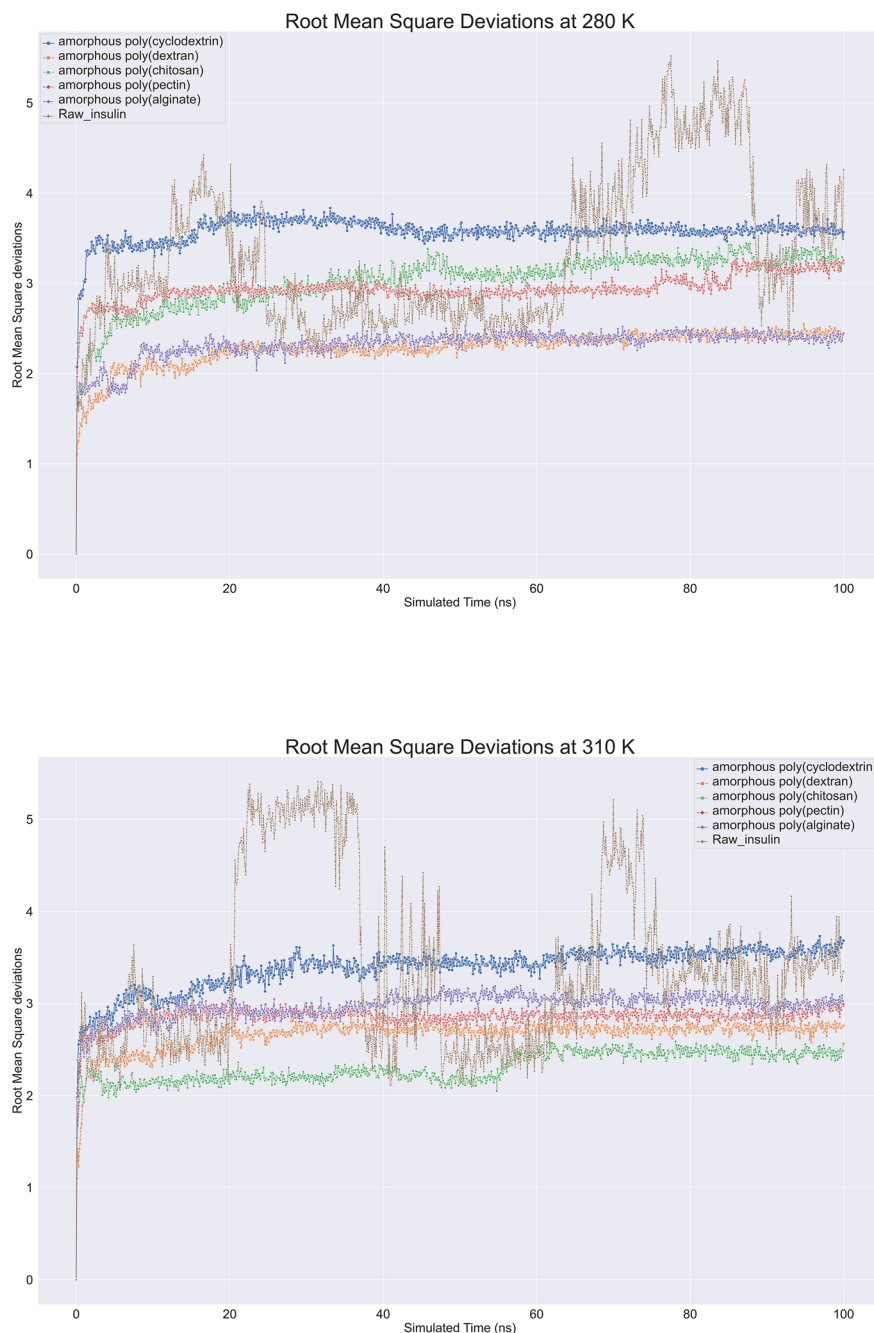 Root Mean Square Deviations at 280 K
amorphous poly(cyclodextrin)
amorphous poly(dextran)
amorphous poly(chitosan)
amorphous poly(pectin)
amorphous poly(alginate)
Raw_insulin
Root Mean Square deviations
5
4
3
2
1
0
0 20 40 60 80 100
Simulated Time (ns)
Root Mean Square Deviations at 310 K
amorphous poly(cyclodextrin
amorphous poly(dextran)
amorphous poly(chitosan)
amorphous poly(pectin)
amorphous poly(alginate)
Raw_insulin
Root Mean Square deviations
5
4
3
2
1
0
0 20 40 60 80 100
Simulated Time (ns)